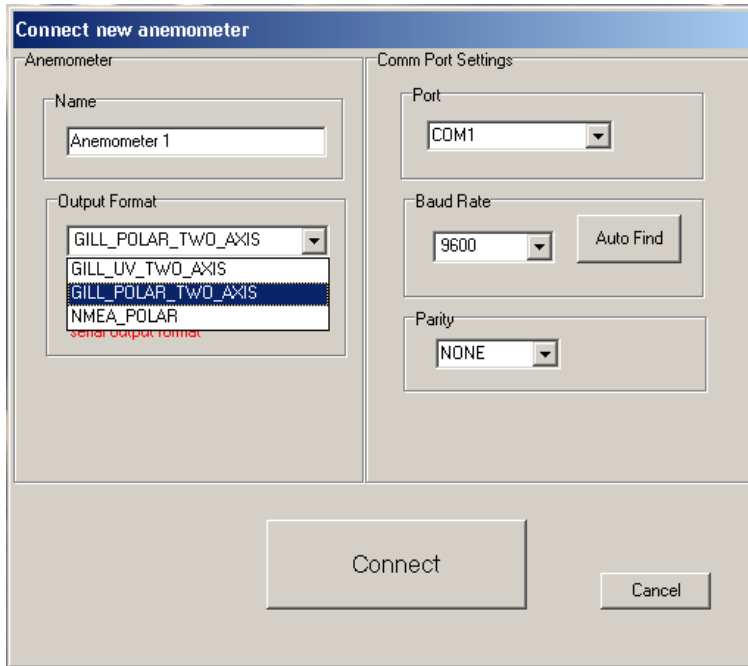 Connect new anemometer
Anemometer
Name
Anemometer 1
Output Format
GILL_POLAR_TWO_AXIS
GILL_UV_TWO_AXIS
GILL_POLAR_TWO_AXIS
NMEA_POLAR
serial output format
Comm Port Settings
Port
COM1
Baud Rate
9600
Auto Find
Parity
NONE
Connect
Cancel